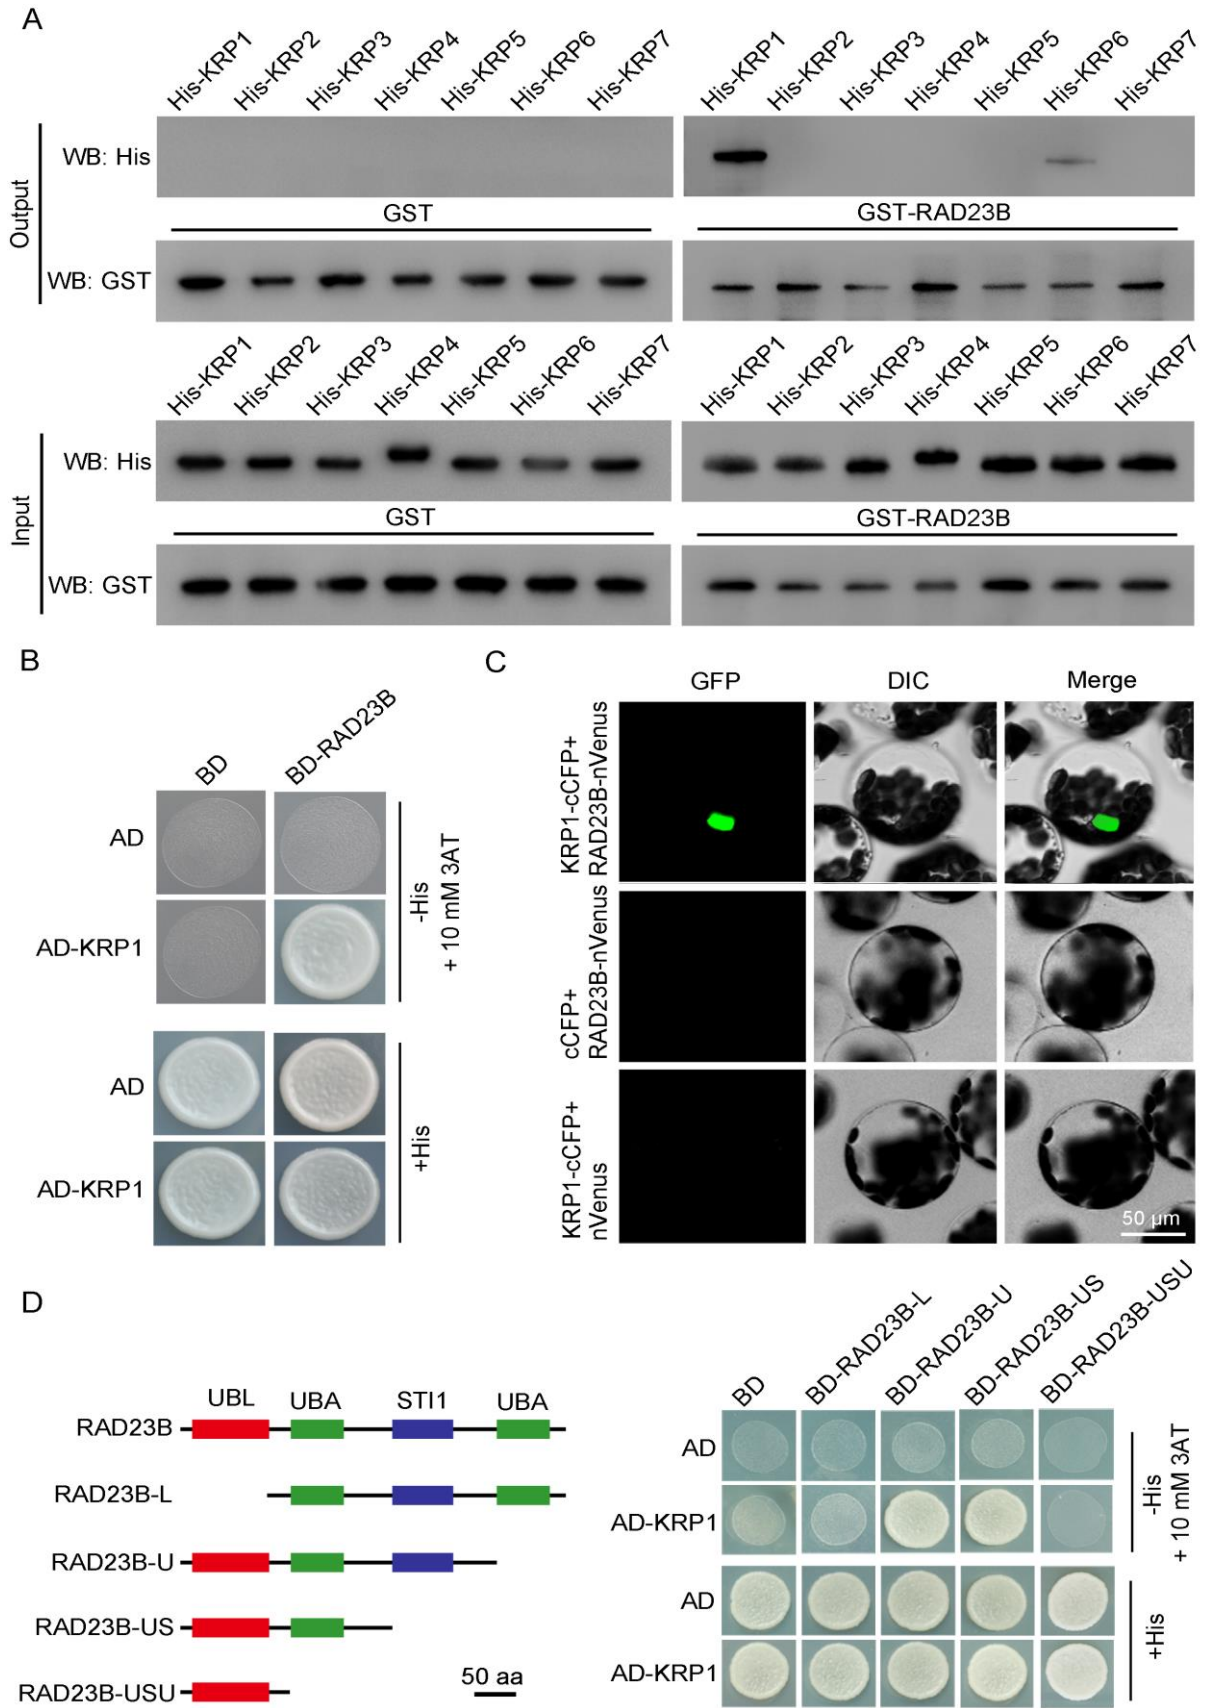 A
His-KRP1 His-KRP2 His-KRP3 His-KRP4 His-KRP5 His-KRP6 His-KRP7 His-KRP1 His-KRP2 His-KRP3 His-KRP4 His-KRP5 His-KRP6 His-KRP7
Output
WB: His
GST GST-RAD23B
WB: GST
His-KRP1 His-KRP2 His-KRP3 His-KRP4 His-KRP5 His-KRP6 His-KRP7 His-KRP1 His-KRP2 His-KRP3 His-KRP4 His-KRP5 His-KRP6 His-KRP7
Input
WB: His
GST GST-RAD23B
WB: GST
B
BD BD-RAD23B
AD
AD-KRP1
-His
+ 10 mM 3AT
AD
AD-KRP1
+His
C
GFP DIC Merge
KRP1-cCFP+
RAD23B-nVenus
cCFP+
RAD23B-nVenus
KRP1-cCFP+
nVenus
50 µm
D
UBL UBA STI1 UBA
RAD23B
RAD23B-L
RAD23B-U
RAD23B-US
RAD23B-USU
50 aa
BD BD-RAD23B-L BD-RAD23B-U BD-RAD23B-US BD-RAD23B-USU
AD
AD-KRP1
-His
+ 10 mM 3AT
AD
AD-KRP1
+His